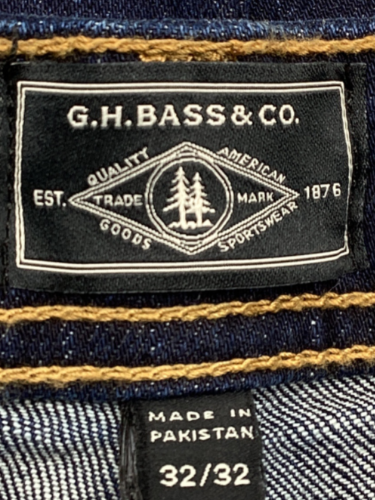 G.H.BASS&CO.
QUALITY AMERICAN
EST. TRADE MARK 1876
GOODS SPORTSWEAR
MADE IN
PAKISTAN
32/32